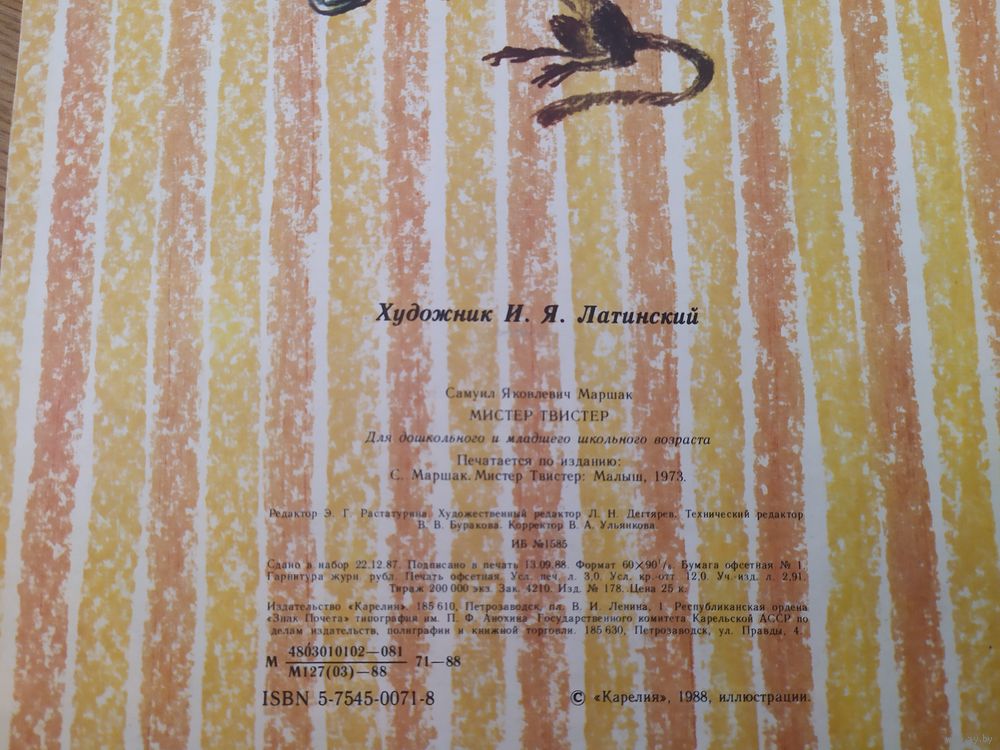 Художник И. Я. Латинский
Самуил Яковлевич Маршак
МИСТЕР ТВИСТЕР
Для дошкольного и младшего школьного возраста
Печатается по изданию:
С. Маршак. Мистер Твистер: Малыш, 1973.
Редактор Э. Г. Растатурина. Художественный редактор Л. Н. Дегтярев. Технический редактор
В. В. Буракова. Корректор В. А. Ульянкова.
ИБ №1585
Сдано в набор 22.12.87. Подписано в печать 13.09.88. Формат 60×90¹/₈. Бумага офсетная № 1.
Гарнитура журн. рубл. Печать офсетная. Усл. печ. л. 3,0. Усл. кр.-отт. 12,0. Уч.-изд. л. 2,91.
Тираж 200 000 экз. Зак. 4210. Изд. № 178. Цена 25 к.
Издательство «Карелия». 185 610, Петрозаводск, пл. В. И. Ленина, 1. Республиканская ордена
«Знак Почета» типография им. П. Ф. Анохина Государственного комитета Карельской АССР по
делам издательств, полиграфии и книжной торговли. 185 630, Петрозаводск, ул. Правды, 4.
М 4803010102—081
М127(03)—88 71—88
ISBN 5-7545-0071-8 © «Карелия», 1988, иллюстрации.